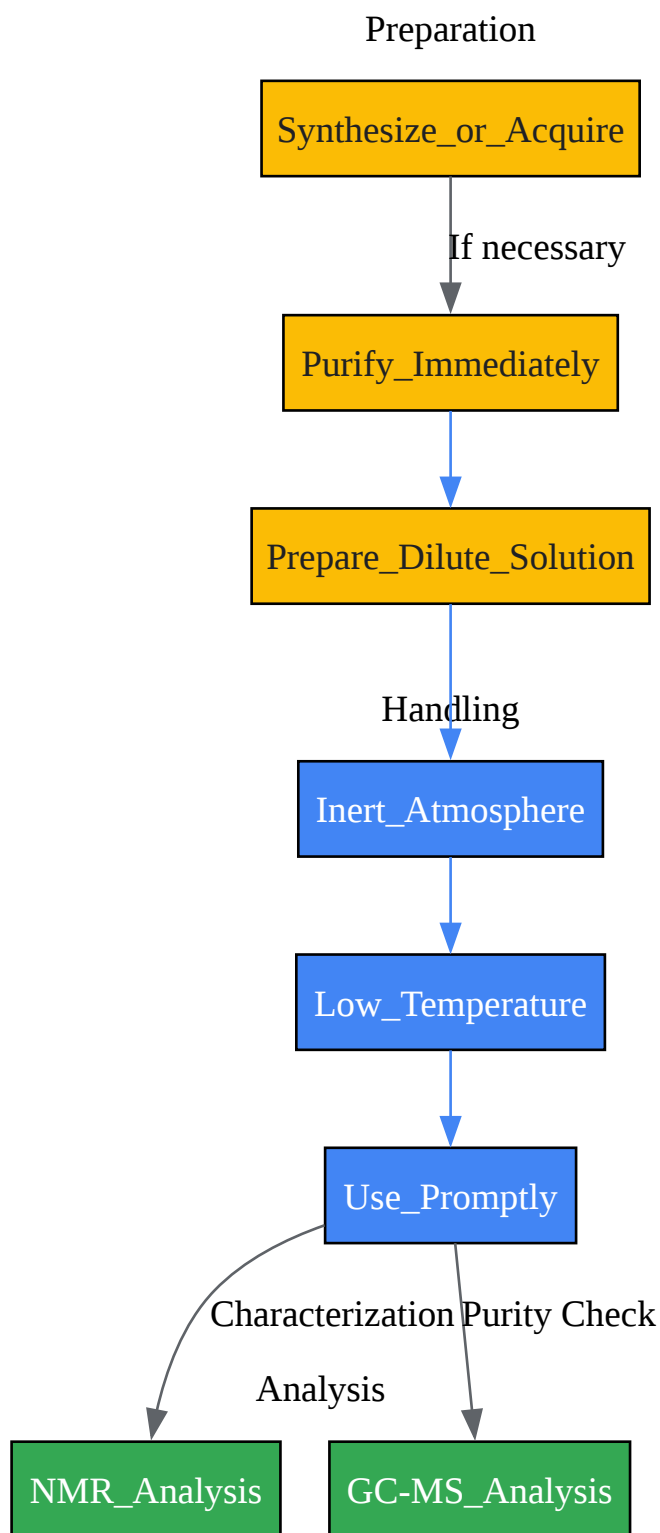 Preparation
Synthesize_or_Acquire
If necessary
Purify_Immediately
Prepare_Dilute_Solution
Handling
Inert_Atmosphere
Low_Temperature
Use_Promptly
Characterization
Purity Check
Analysis
NMR_Analysis
GC-MS_Analysis